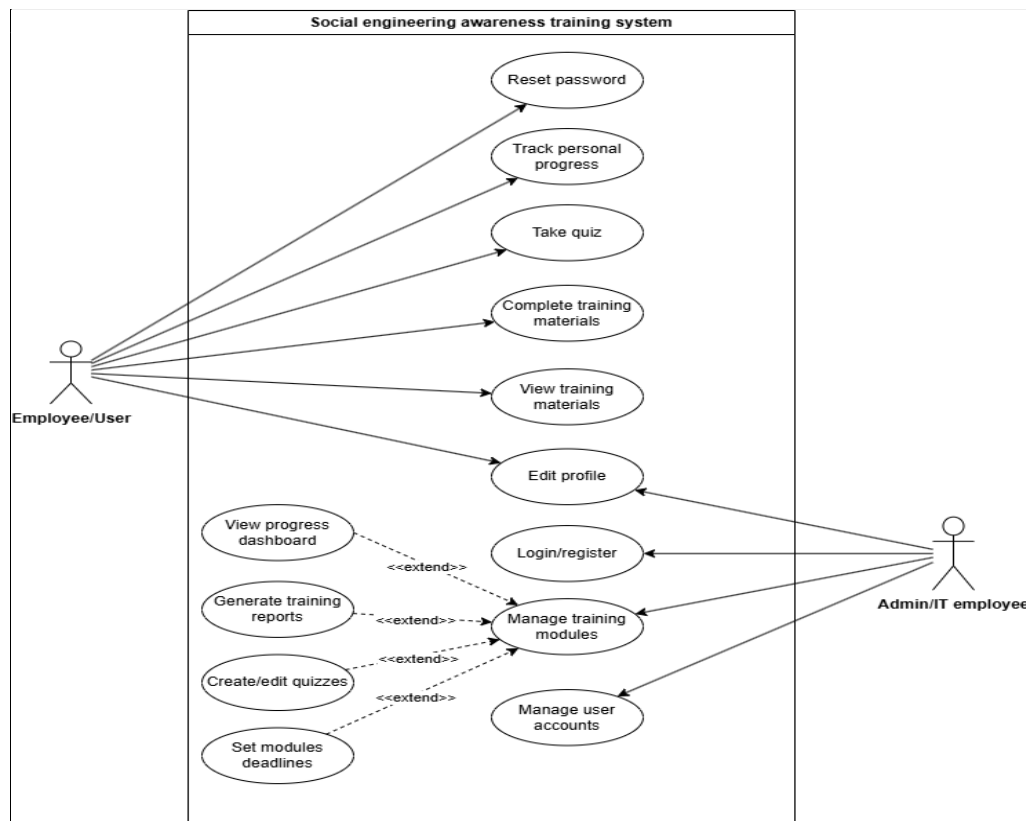 Social engineering awareness training system
Reset password
Track personal
progress
Take quiz
Complete training
materials
View training
materials
Employee/User
Edit profile
View progress
dashboard
Login/register
<<extend>>
Generate training
reports
<<extend>>
Manage training
modules
Admin/IT employee
Create/edit quizzes
<<extend>>
<<extend>>
Manage user
accounts
Set modules
deadlines